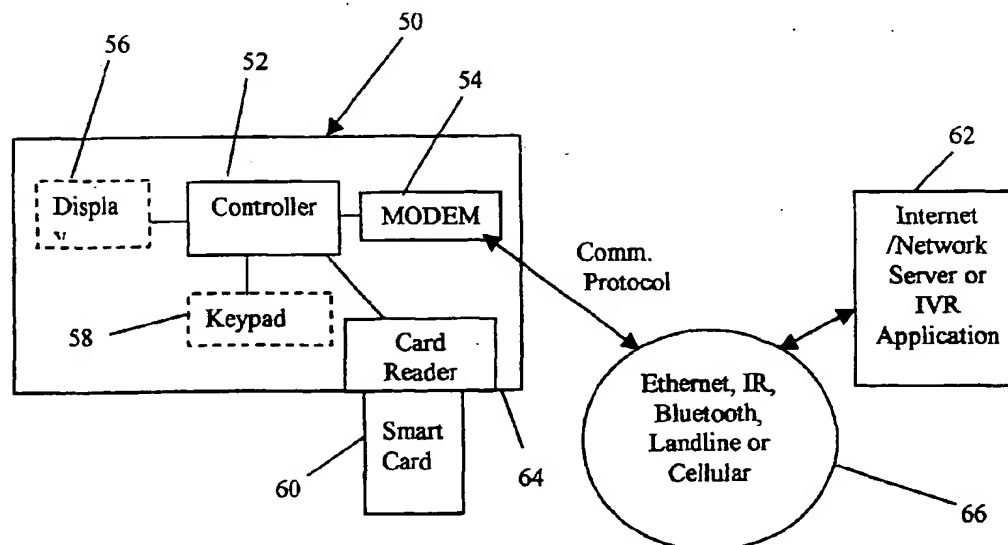 56
52
50
54
62
Displa
y
Controller
MODEM
Internet
/Network
Server or
IVR
Application
Comm.
Protocol
58
Keypad
Card
Reader
Ethernet, IR,
Bluetooth,
Landline or
Cellular
Smart
Card
60
64
66